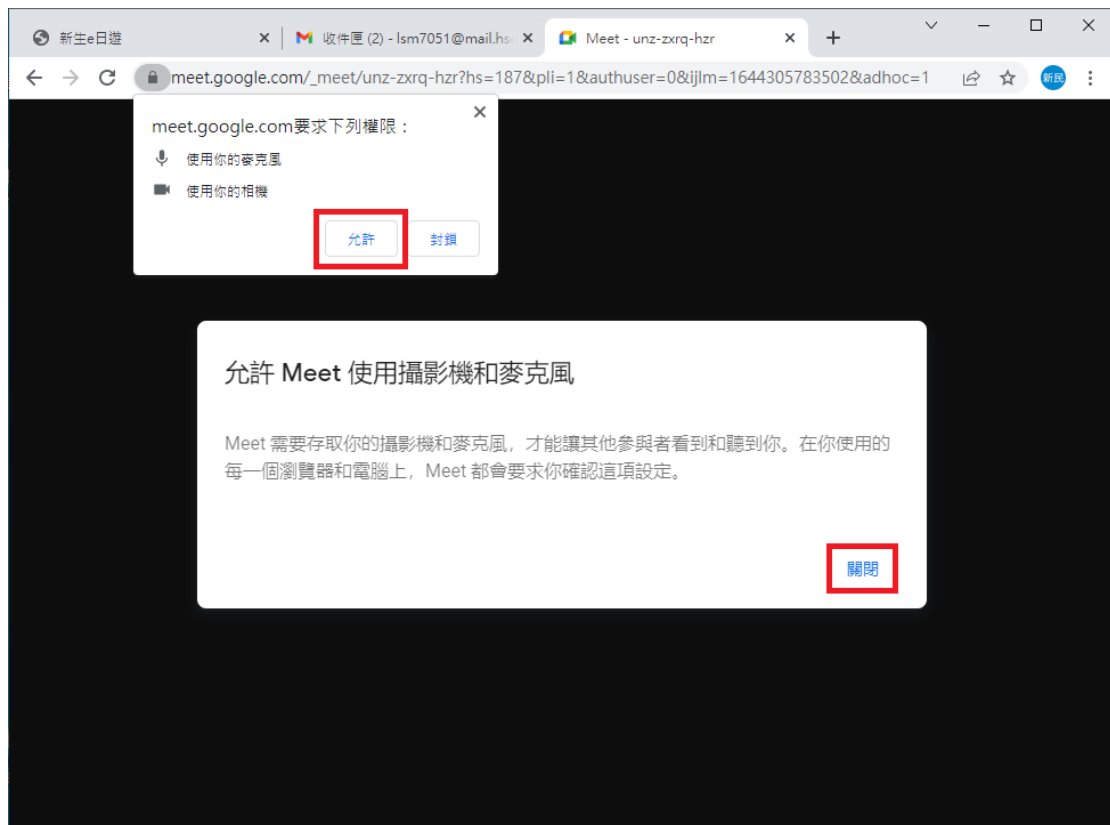 新生e日遊
收件匣 (2) - lsm7051@mail.hs
Meet - unz-zxrq-hzr
meet.google.com/_meet/unz-zxrq-hzr?hs=187&pli=1&authuser=0&ijlm=1644305783502&adhoc=1
新民
meet.google.com要求下列權限：
使用你的麥克風
使用你的相機
允許
封鎖
允許 Meet 使用攝影機和麥克風
Meet 需要存取你的攝影機和麥克風，才能讓其他參與者看到和聽到你。在你使用的
每一個瀏覽器和電腦上，Meet 都會要求你確認這項設定。
關閉